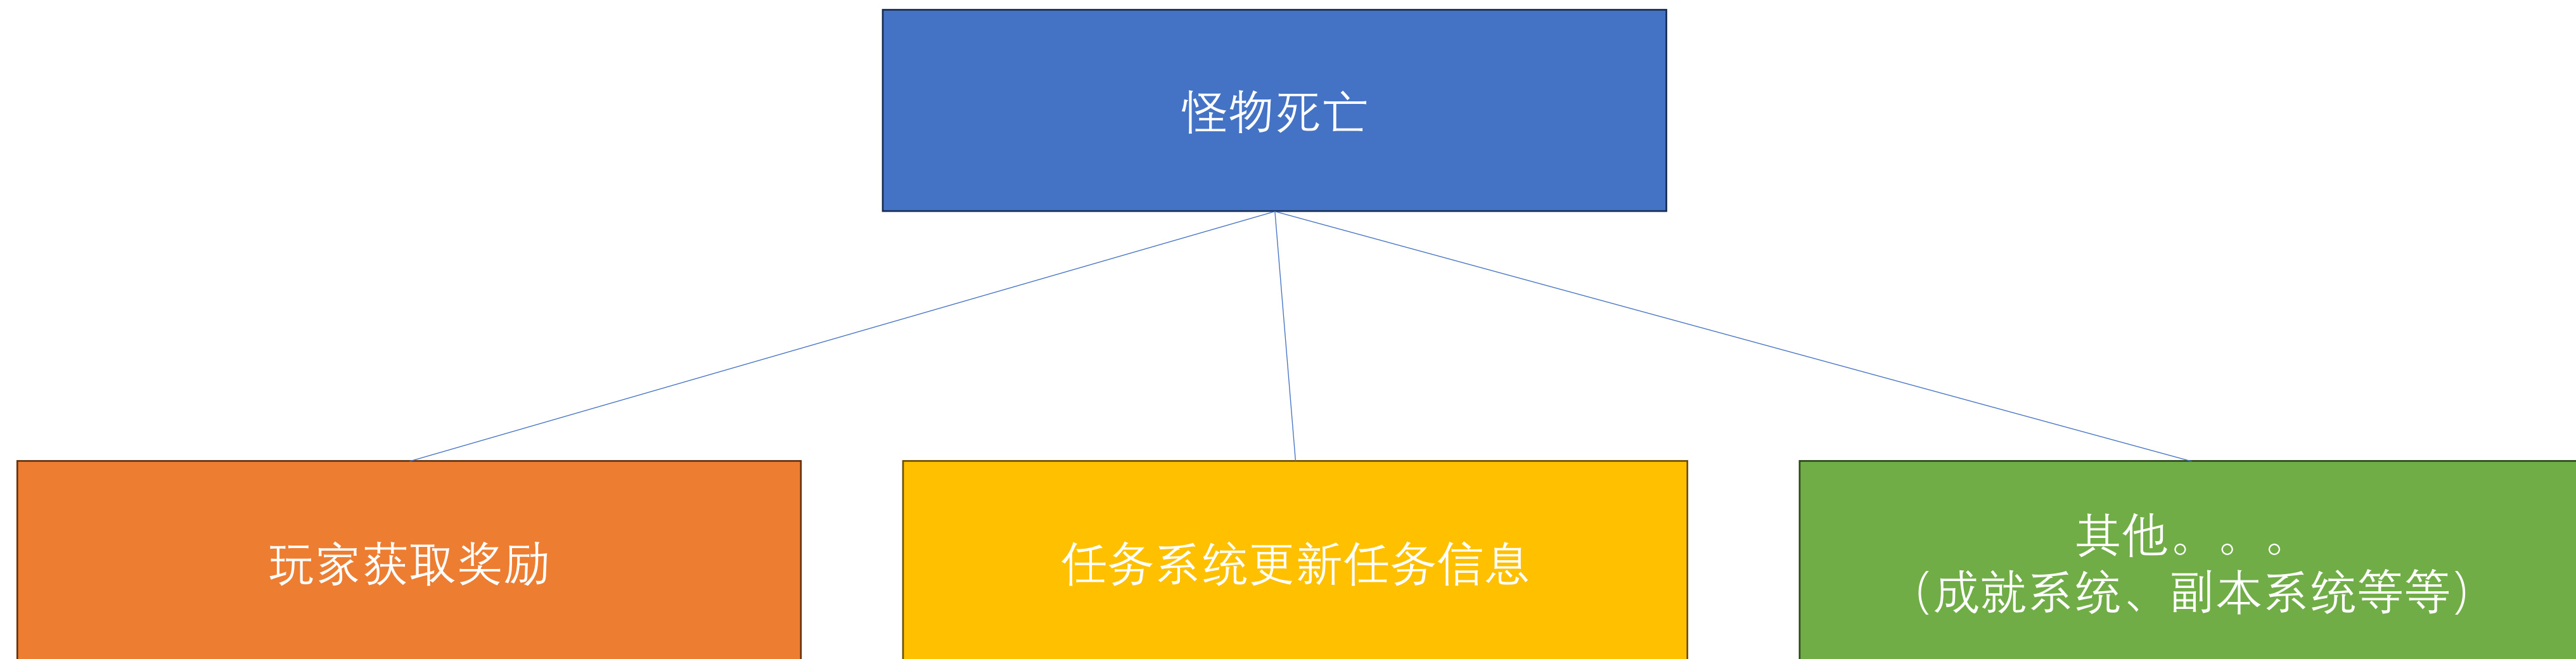 怪物死亡
玩家获取奖励
任务系统更新任务信息
其他。。。
（成就系统、副本系统等等）